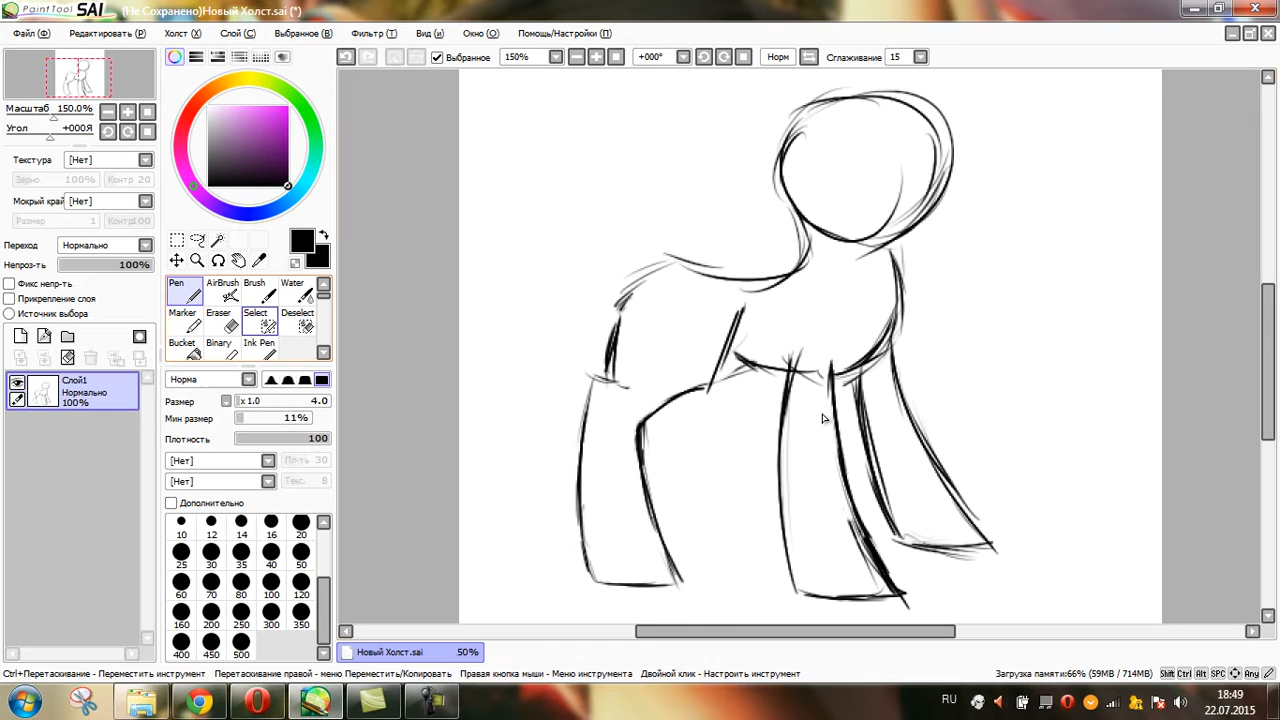 PaintTool SAI (Не Сохранено)Новый Холст.sai (*)
Файл (Ф) Редактировать (Р) Холст (X) Слой (C) Выбранное (В) Фильтр (T) Вид (и) Окно (О) Помощь/Настройки (П)
Выбранное 150% +000° Норм Сглаживание 15
Масштаб 150.0%
Угол +000Я
Текстура [Нет]
Зерно 100% Контр 20
Мокрый край [Нет]
Размер 1 Контр 100
Переход Нормально
Непроз-ть 100%
Фикс непр-ть
Прикрепление слоя
Источник выбора
Слой1
Нормально
100%
Pen AirBrush Brush Water
Marker Eraser Select Deselect
Bucket Binary Ink Pen
Норма
Размер x 1.0 4.0
Мин размер 11%
Плотность 100
[Нет] Пл-ть 30
[Нет] Текс. 8
Дополнительно
10 12 14 16 20
25 30 35 40 50
60 70 80 100 120
160 200 250 300 350
400 450 500
Новый Холст.sai 50%
Ctrl+Перетаскивание - Переместить инструмент Перетаскивание правой - меню Переместить/Копировать Правая кнопка мыши - Меню инструмента Двойной клик - Настроить инструмент Загрузка памяти:66% (59MB / 714MB) Shift Ctrl Alt SPC Any
RU 18:49
22.07.2015